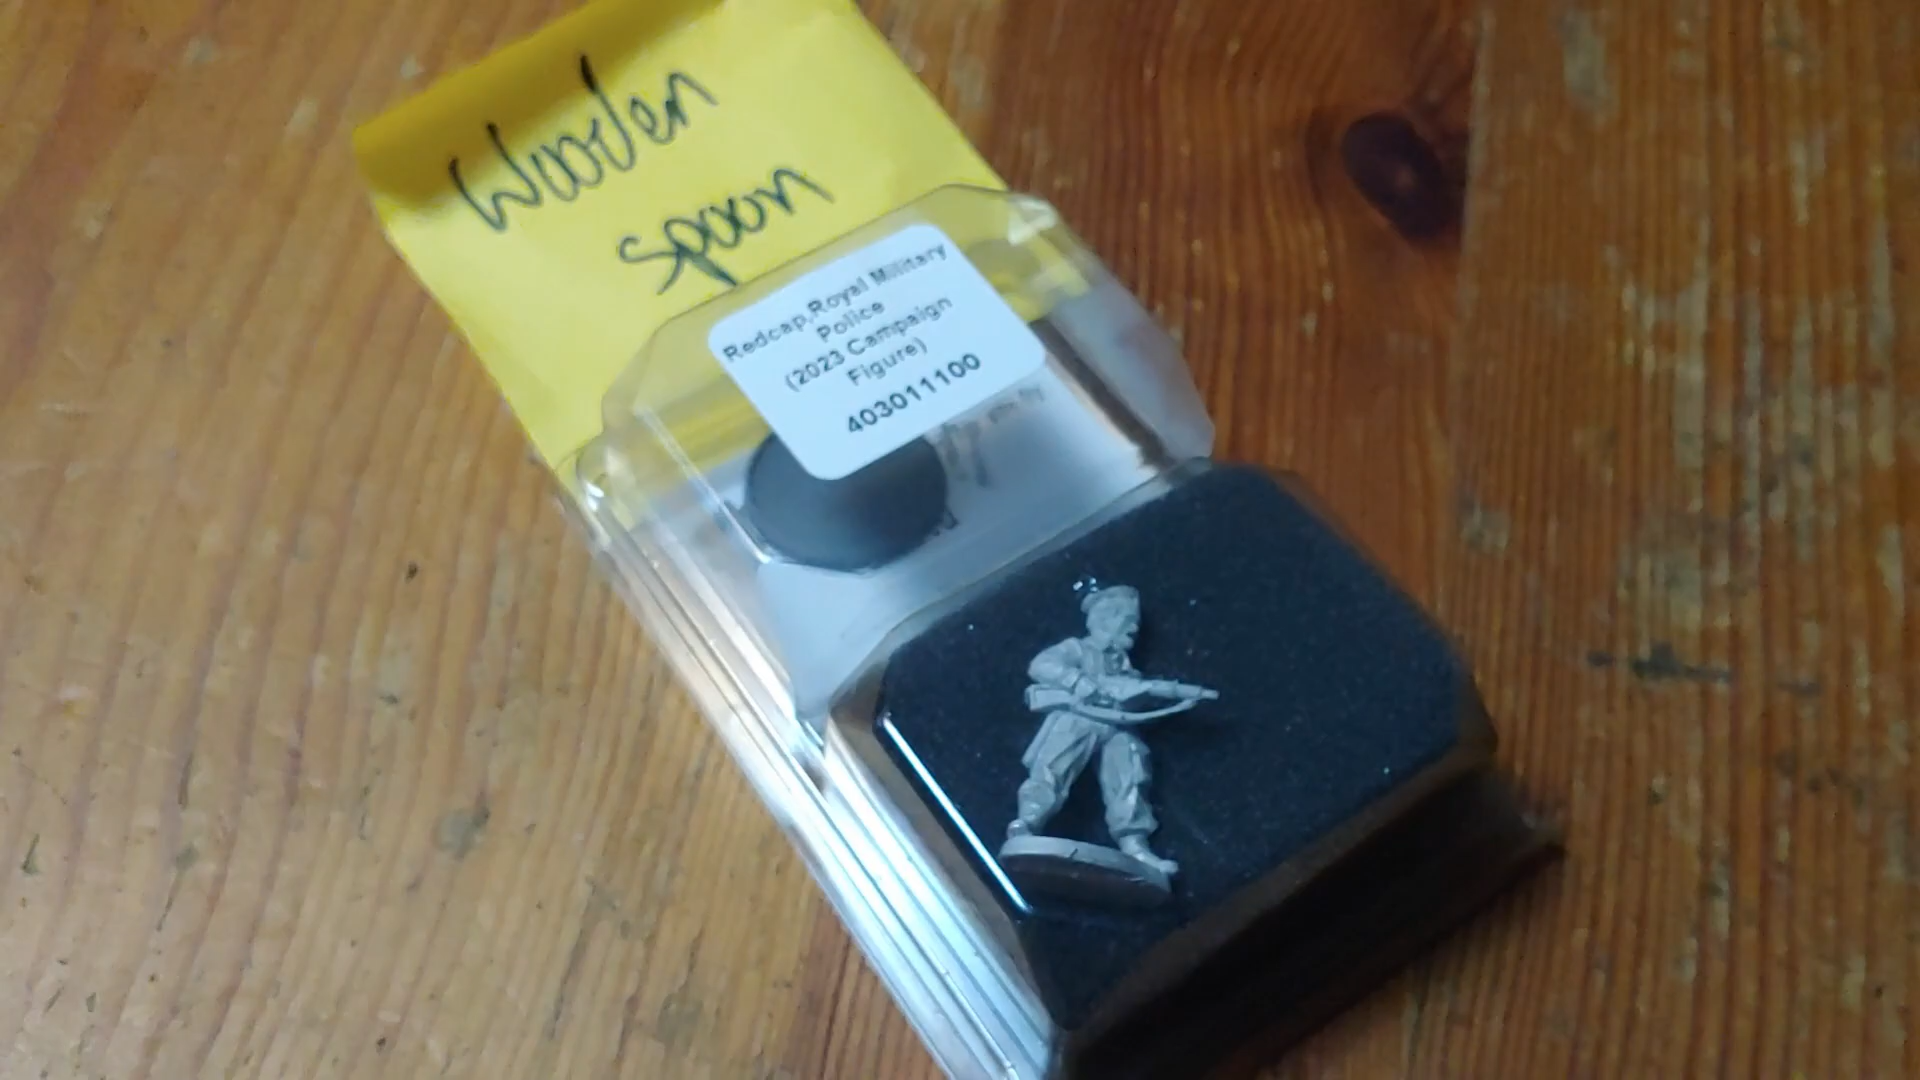 Wooden
spoon
Redcap,Royal Military
Police
(2023 Campaign
Figure)
403011100